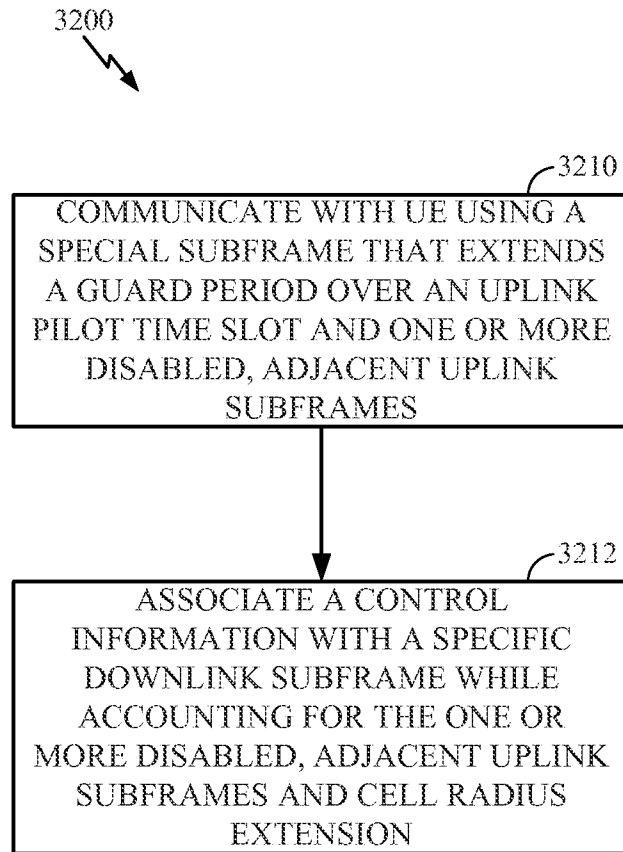 3200
3210
COMMUNICATE WITH UE USING A
SPECIAL SUBFRAME THAT EXTENDS
A GUARD PERIOD OVER AN UPLINK
PILOT TIME SLOT AND ONE OR MORE
DISABLED, ADJACENT UPLINK
SUBFRAMES
3212
ASSOCIATE A CONTROL
INFORMATION WITH A SPECIFIC
DOWNLINK SUBFRAME WHILE
ACCOUNTING FOR THE ONE OR
MORE DISABLED, ADJACENT UPLINK
SUBFRAMES AND CELL RADIUS
EXTENSION